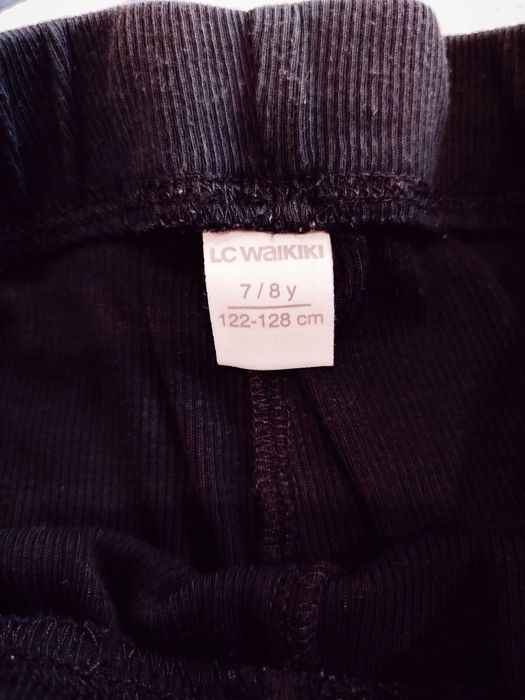 LC WAIKIKI
7 / 8 y
122-128 cm